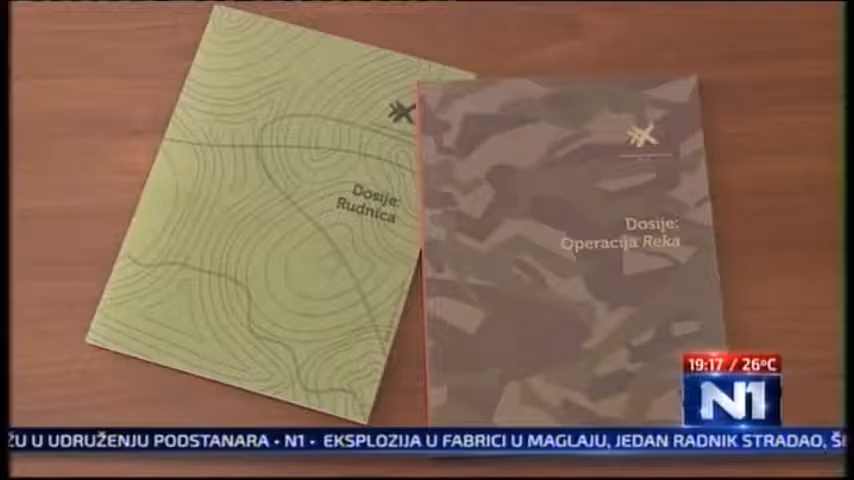 Dosije:
Rudnica
Dosije:
Operacija Reka
19:17 / 26°C
N1
ŽU U UDRUŽENJU PODSTANARA • N1 • EKSPLOZIJA U FABRICI U MAGLAJU, JEDAN RADNIK STRADAO, Š